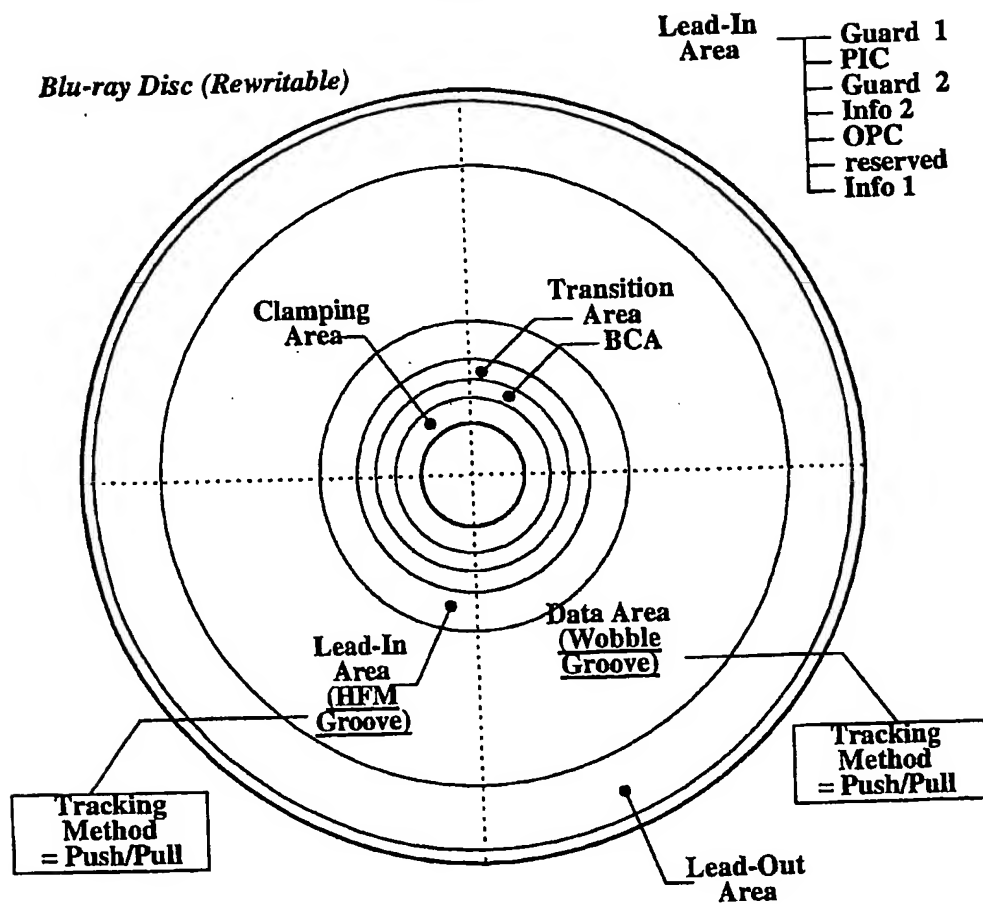 Blu-ray Disc (Rewritable)
Lead-In
Area
Guard 1
PIC
Guard 2
Info 2
OPC
reserved
Info 1
Clamping
Area
Transition
Area
BCA
Lead-In
Area
(HFM
Groove)
Data Area
(Wobble
Groove)
Tracking
Method
= Push/Pull
Tracking
Method
= Push/Pull
Lead-Out
Area